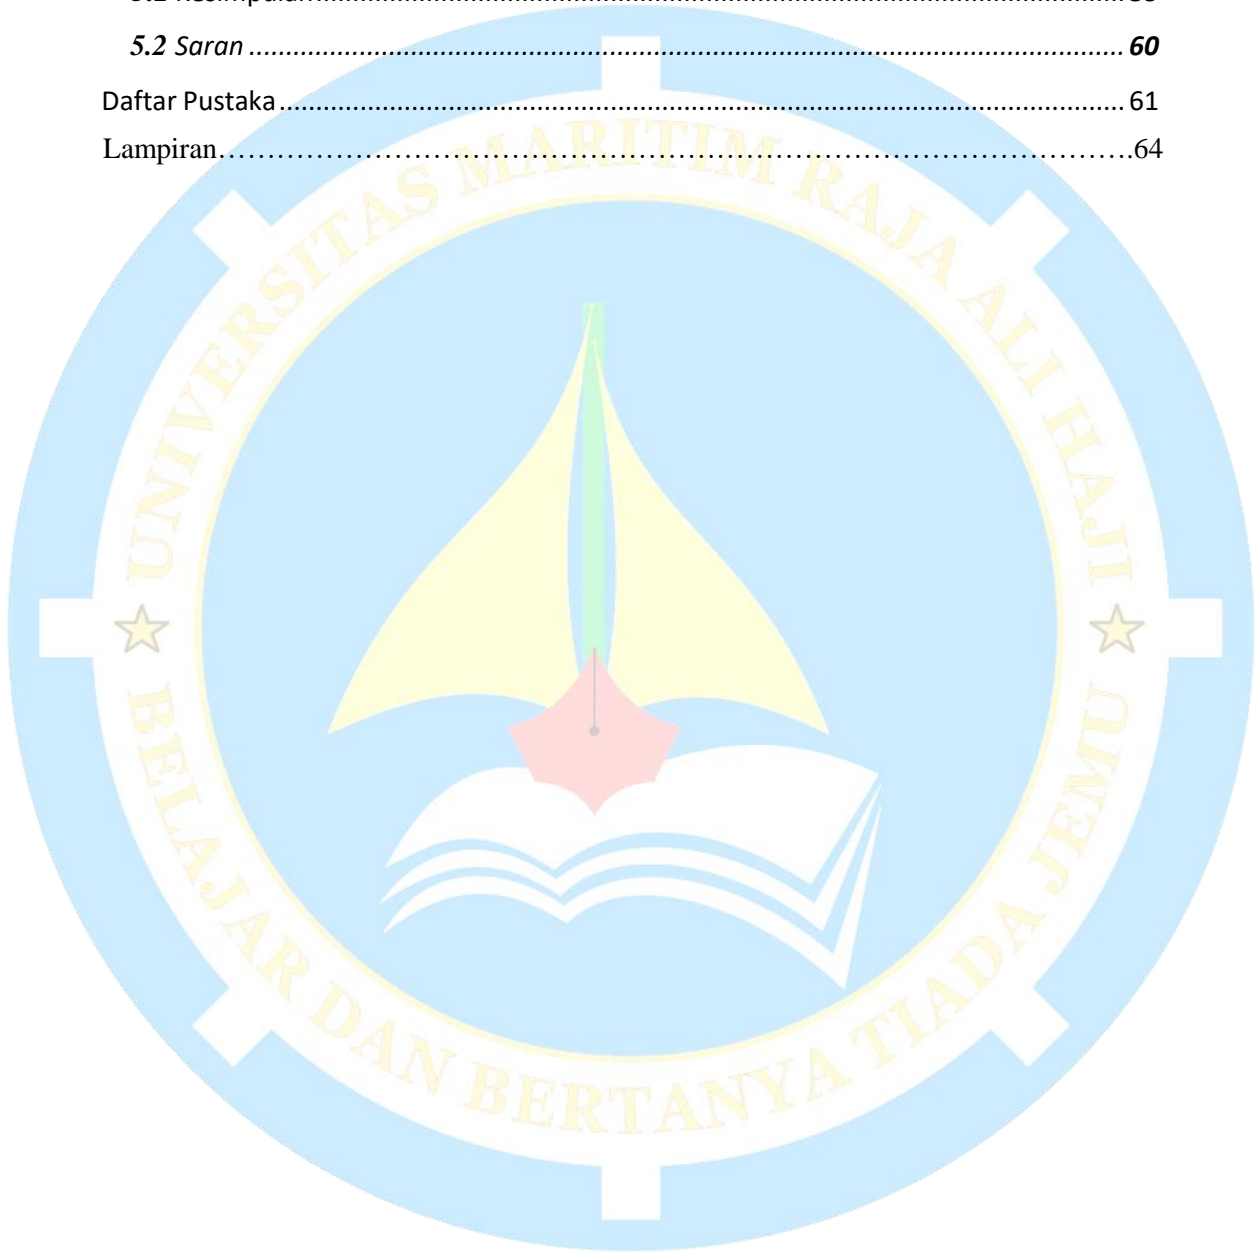 5.2 Saran ........................................................................................................................ 60
Daftar Pustaka ........................................................................................................................ 61
Lampiran…………………………………………………………………………………….64
UNIVERSITAS MARITIM RAJA ALI HAJI
BELAJAR DAN BERTANYA TIADA JEMU